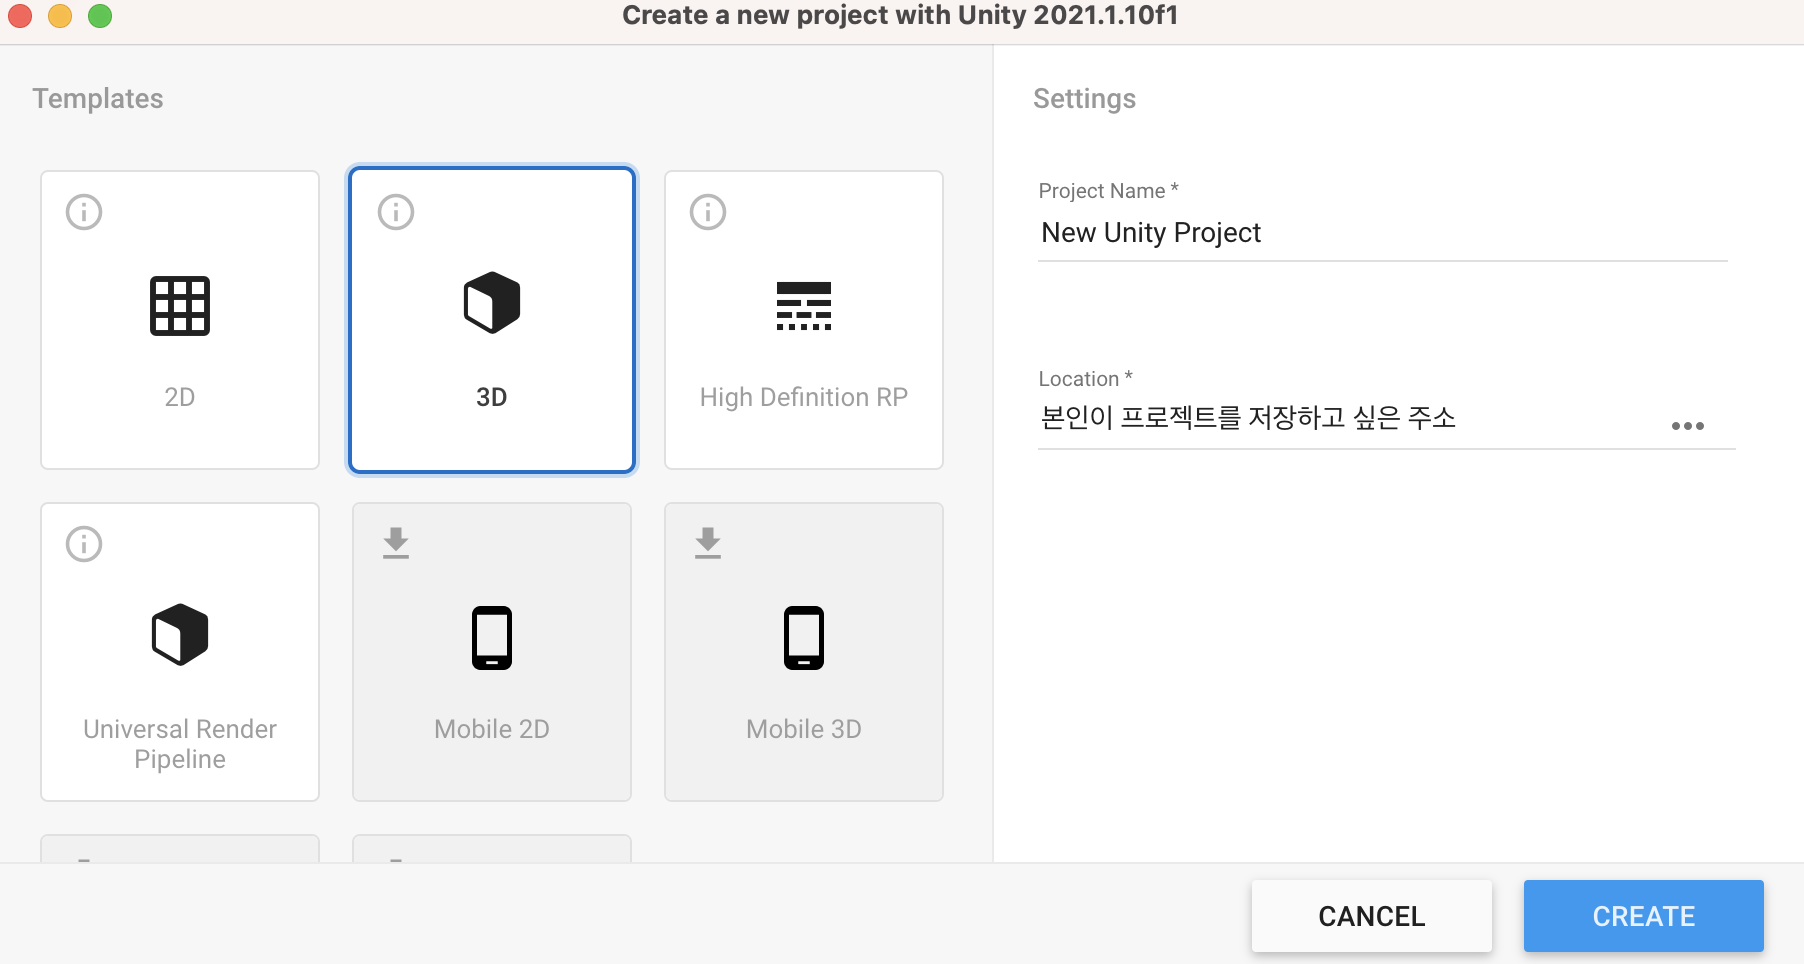 Create a new project with Unity 2021.1.10f1
Templates
2D
3D
High Definition RP
Universal Render
Pipeline
Mobile 2D
Mobile 3D
Settings
Project Name *
New Unity Project
Location *
본인이 프로젝트를 저장하고 싶은 주소
CANCEL
CREATE